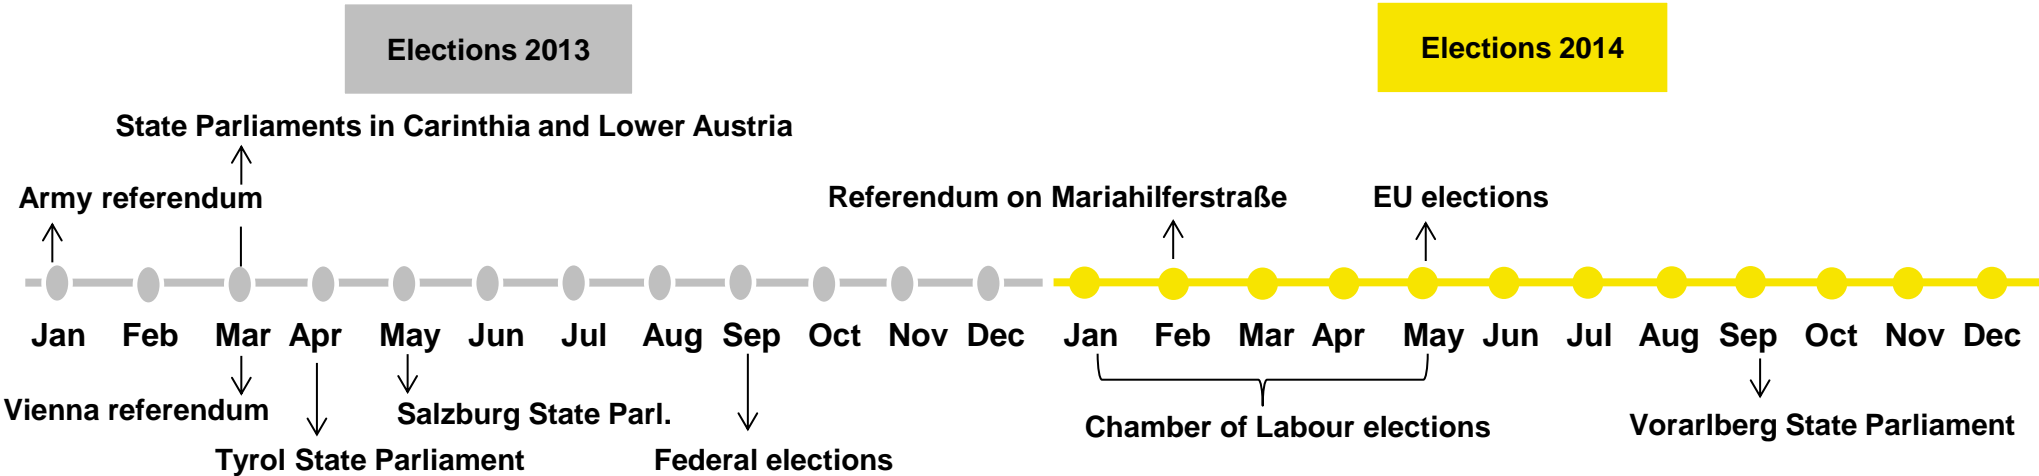 Elections 2013
Elections 2014
State Parliaments in Carinthia and Lower Austria
Army referendum
Referendum on Mariahilferstraße
EU elections
Jan Feb Mar Apr May Jun Jul Aug Sep Oct Nov Dec Jan Feb Mar Apr May Jun Jul Aug Sep Oct Nov Dec
Vienna referendum
Salzburg State Parl.
Chamber of Labour elections
Vorarlberg State Parliament
Tyrol State Parliament
Federal elections